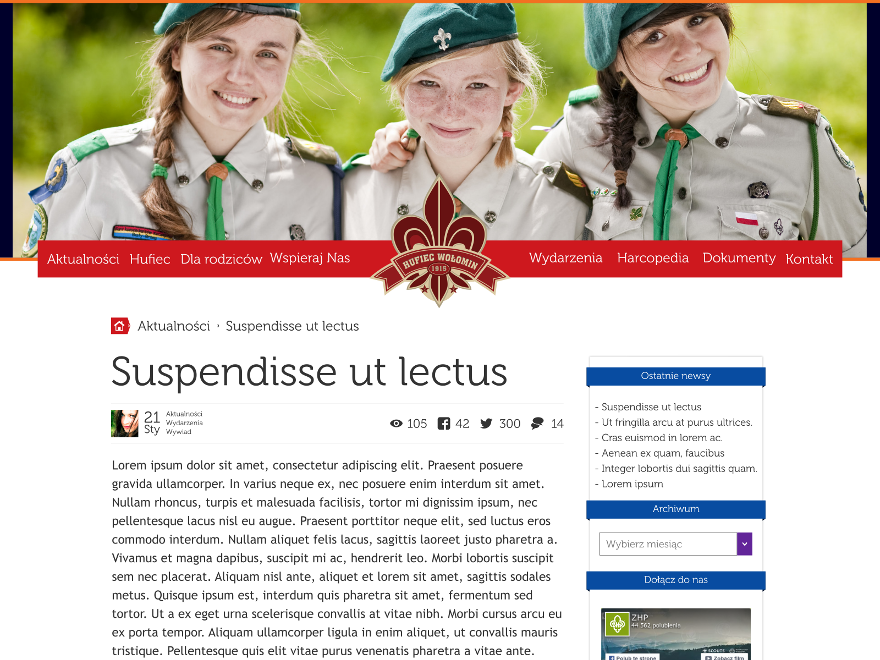 Aktualności Hufiec Dla rodziców Wspieraj Nas
HUFIEC WOŁOMIN
1915
Wydarzenia Harcopedia Dokumenty Kontakt
Aktualności · Suspendisse ut lectus
Suspendisse ut lectus
21
Sty
Aktualności
Wydarzenia
Wywiad
105 42 300 14
Lorem ipsum dolor sit amet, consectetur adipiscing elit. Praesent posuere
gravida ullamcorper. In varius neque ex, nec posuere enim interdum sit amet.
Nullam rhoncus, turpis et malesuada facilisis, tortor mi dignissim ipsum, nec
pellentesque lacus nisl eu augue. Praesent porttitor neque elit, sed luctus eros
commodo interdum. Nullam aliquet felis lacus, sagittis laoreet justo pharetra a.
Vivamus et magna dapibus, suscipit mi ac, hendrerit leo. Morbi lobortis suscipit
sem nec placerat. Aliquam nisl ante, aliquet et lorem sit amet, sagittis sodales
metus. Quisque ipsum est, interdum quis pharetra sit amet, fermentum sed
tortor. Ut a ex eget urna scelerisque convallis at vitae nibh. Morbi cursus arcu eu
ex porta tempor. Aliquam ullamcorper ligula in enim aliquet, ut convallis mauris
tristique. Pellentesque quis elit vitae purus venenatis pharetra a vitae ante.
Ostatnie newsy
- Suspendisse ut lectus
- Ut fringilla arcu at purus ultrices.
- Cras euismod in lorem ac.
- Aenean ex quam, faucibus
- Integer lobortis dui sagittis quam.
- Lorem ipsum
Archiwum
Wybierz miesiąc
Dołącz do nas
ZHP
44 562 polubienia
Polub tę stronę
Zobacz film